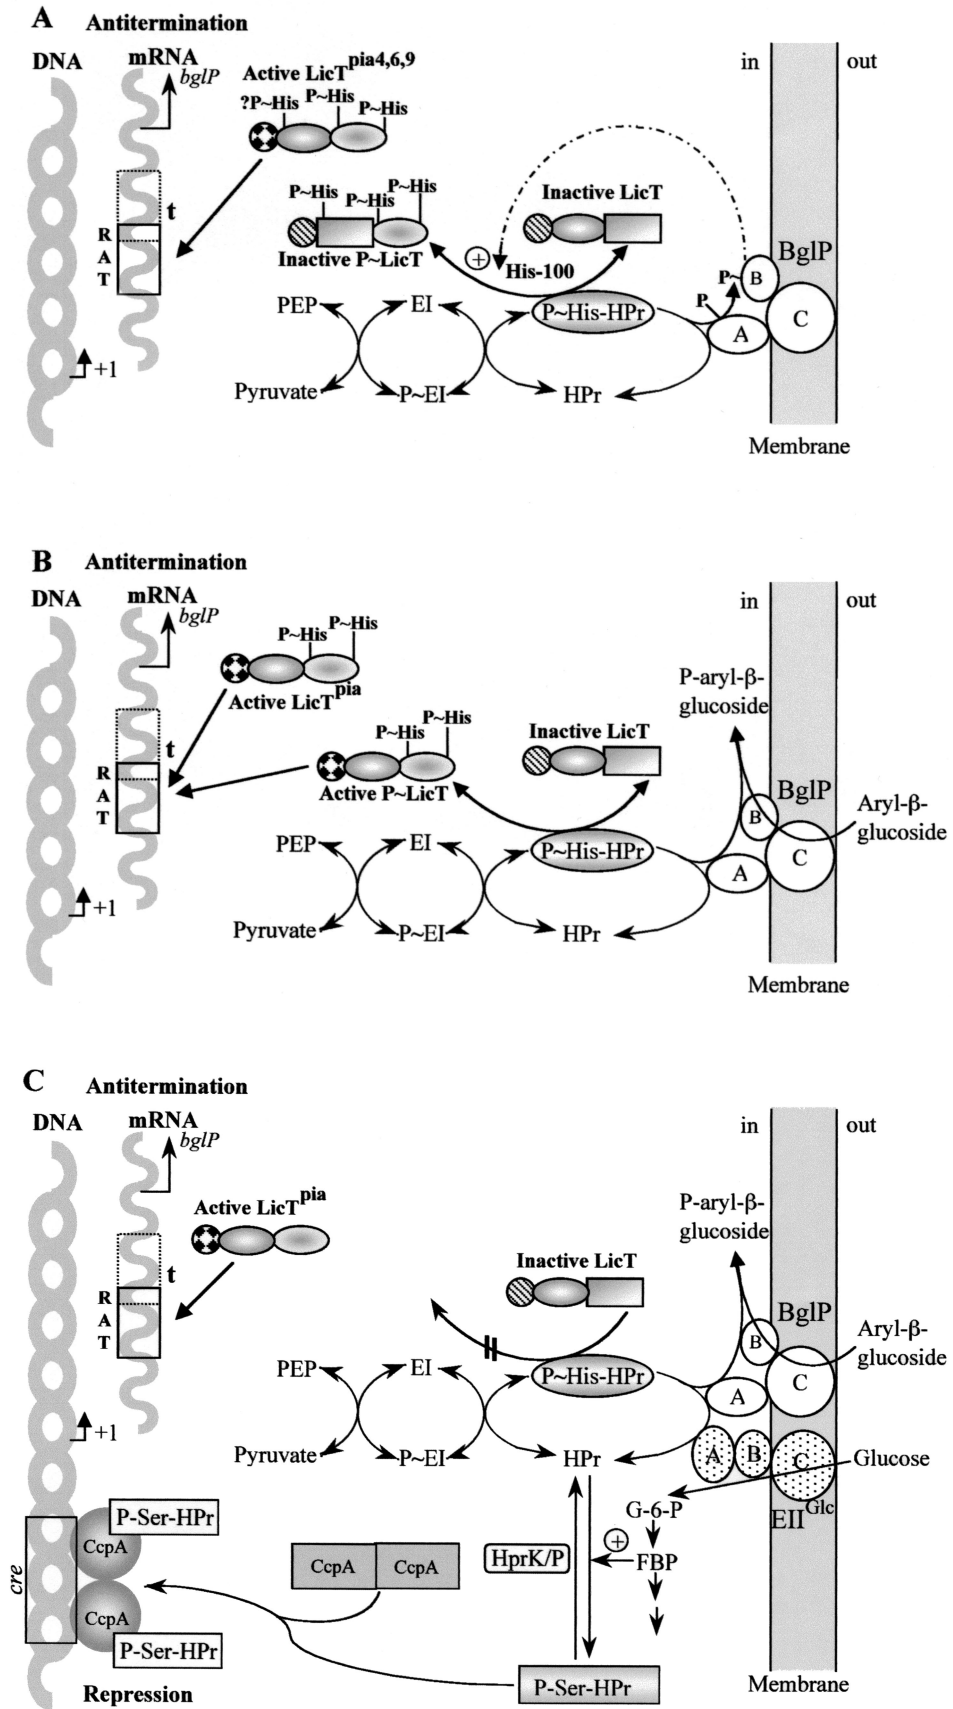 A
Antitermination
DNA
mRNA
bglP
Active LicT pia4,6,9
?P~His
P~His
P~His
in
out
t
R
A
T
P~His
P~His
P~His
Inactive P~LicT
Inactive LicT
+
His-100
P~
B
BglP
P
A
C
PEP
EI
P~His-HPr
+1
Pyruvate
P~EI
HPr
Membrane
B
Antitermination
DNA
mRNA
bglP
in
out
P~His
P~His
Active LicT pia
P-aryl-β-
glucoside
t
R
A
T
P~His
P~His
Active P~LicT
Inactive LicT
BglP
B
Aryl-β-
glucoside
C
A
PEP
EI
P~His-HPr
+1
Pyruvate
P~EI
HPr
Membrane
C
Antitermination
DNA
mRNA
bglP
in
out
Active LicT pia
P-aryl-β-
glucoside
t
R
A
T
Inactive LicT
BglP
B
Aryl-β-
glucoside
C
A
PEP
EI
P~His-HPr
+1
Pyruvate
P~EI
HPr
A
B
C
Glucose
EII Glc
G-6-P
+
FBP
HprK/P
P-Ser-HPr
CcpA
CcpA
CcpA
cre
CcpA
P-Ser-HPr
P-Ser-HPr
Repression
Membrane